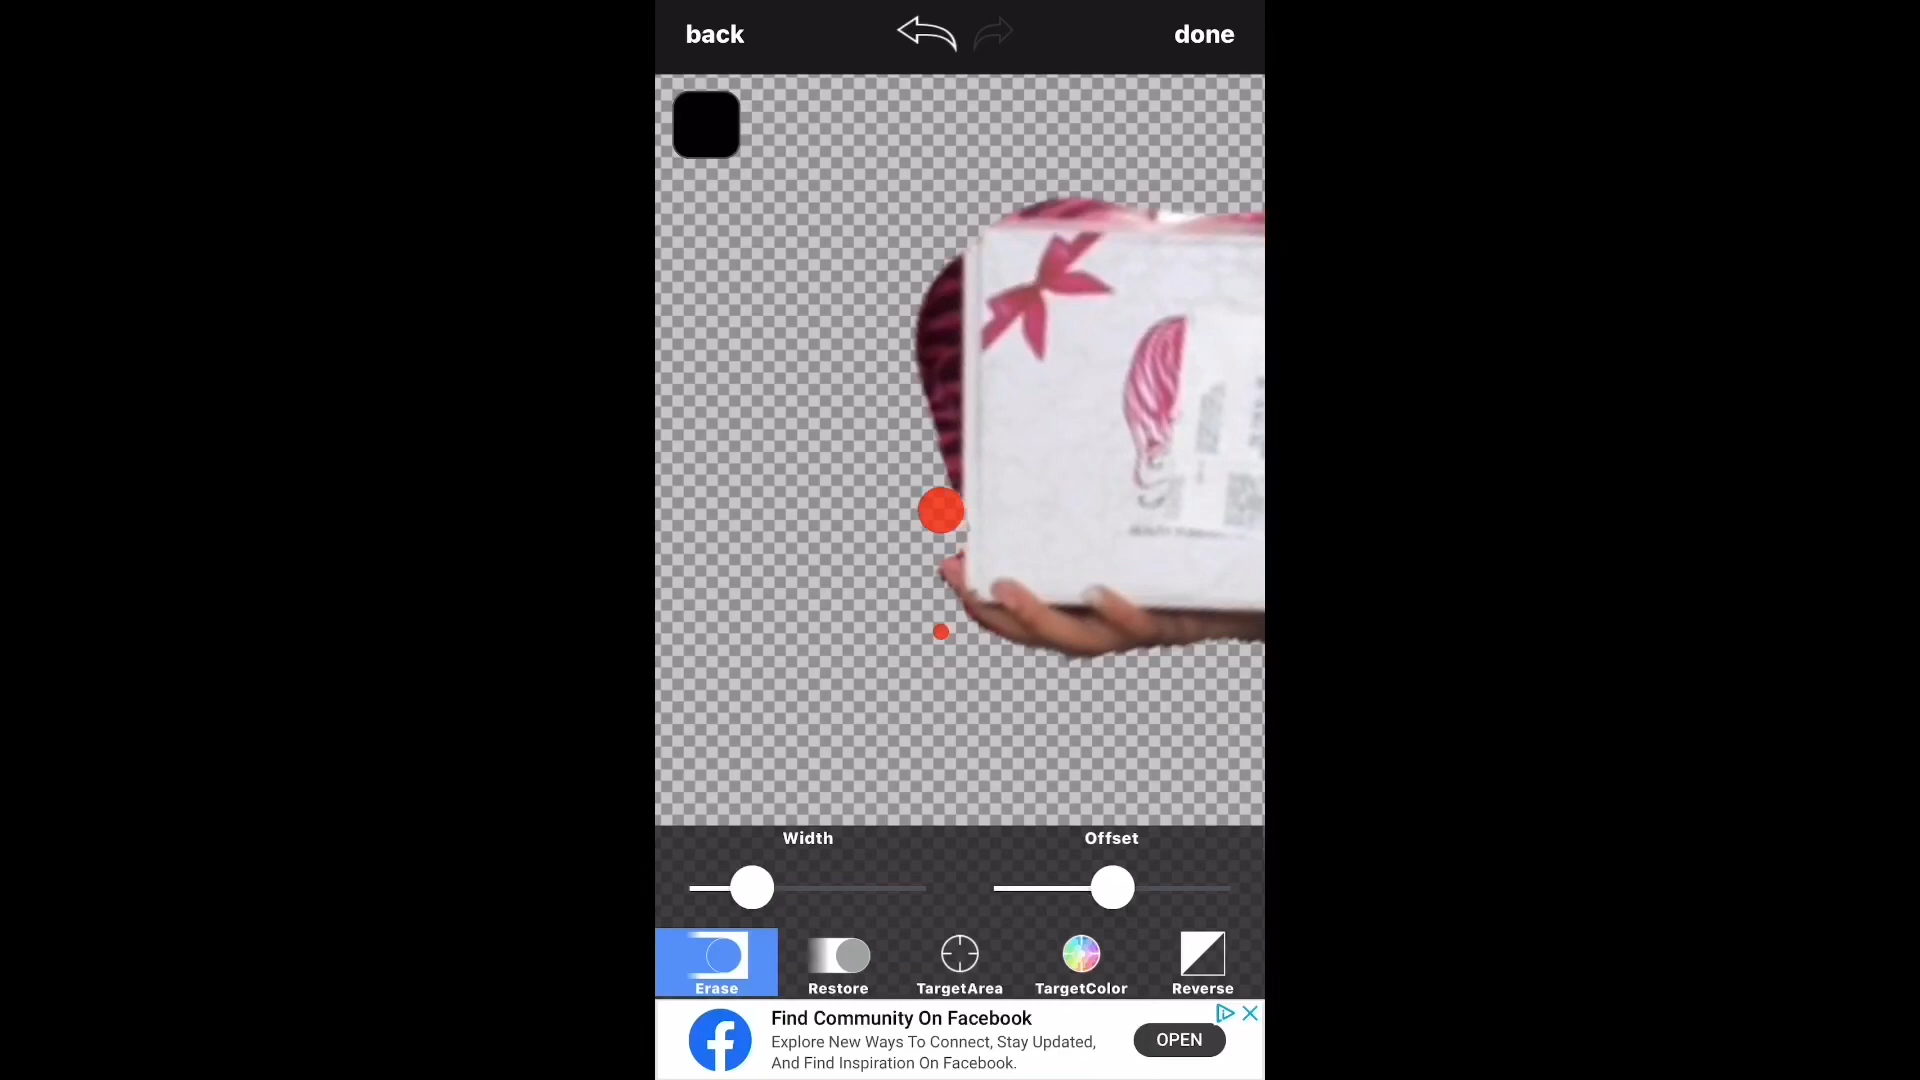 back
done
Width
Offset
Erase
Restore
TargetArea
TargetColor
Reverse
Find Community On Facebook
Explore New Ways To Connect, Stay Updated,
And Find Inspiration On Facebook.
OPEN